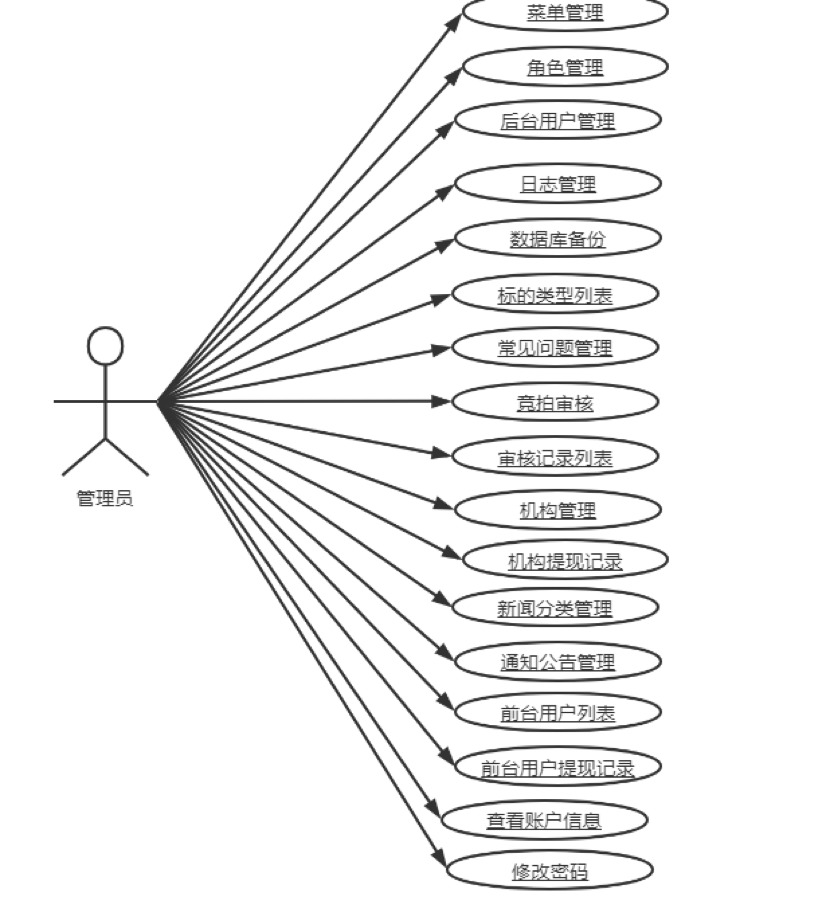 菜单管理
角色管理
后台用户管理
日志管理
数据库备份
标的类型列表
常见问题管理
竞拍审核
审核记录列表
管理员
机构管理
机构提现记录
新闻分类管理
通知公告管理
前台用户列表
前台用户提现记录
查看账户信息
修改密码